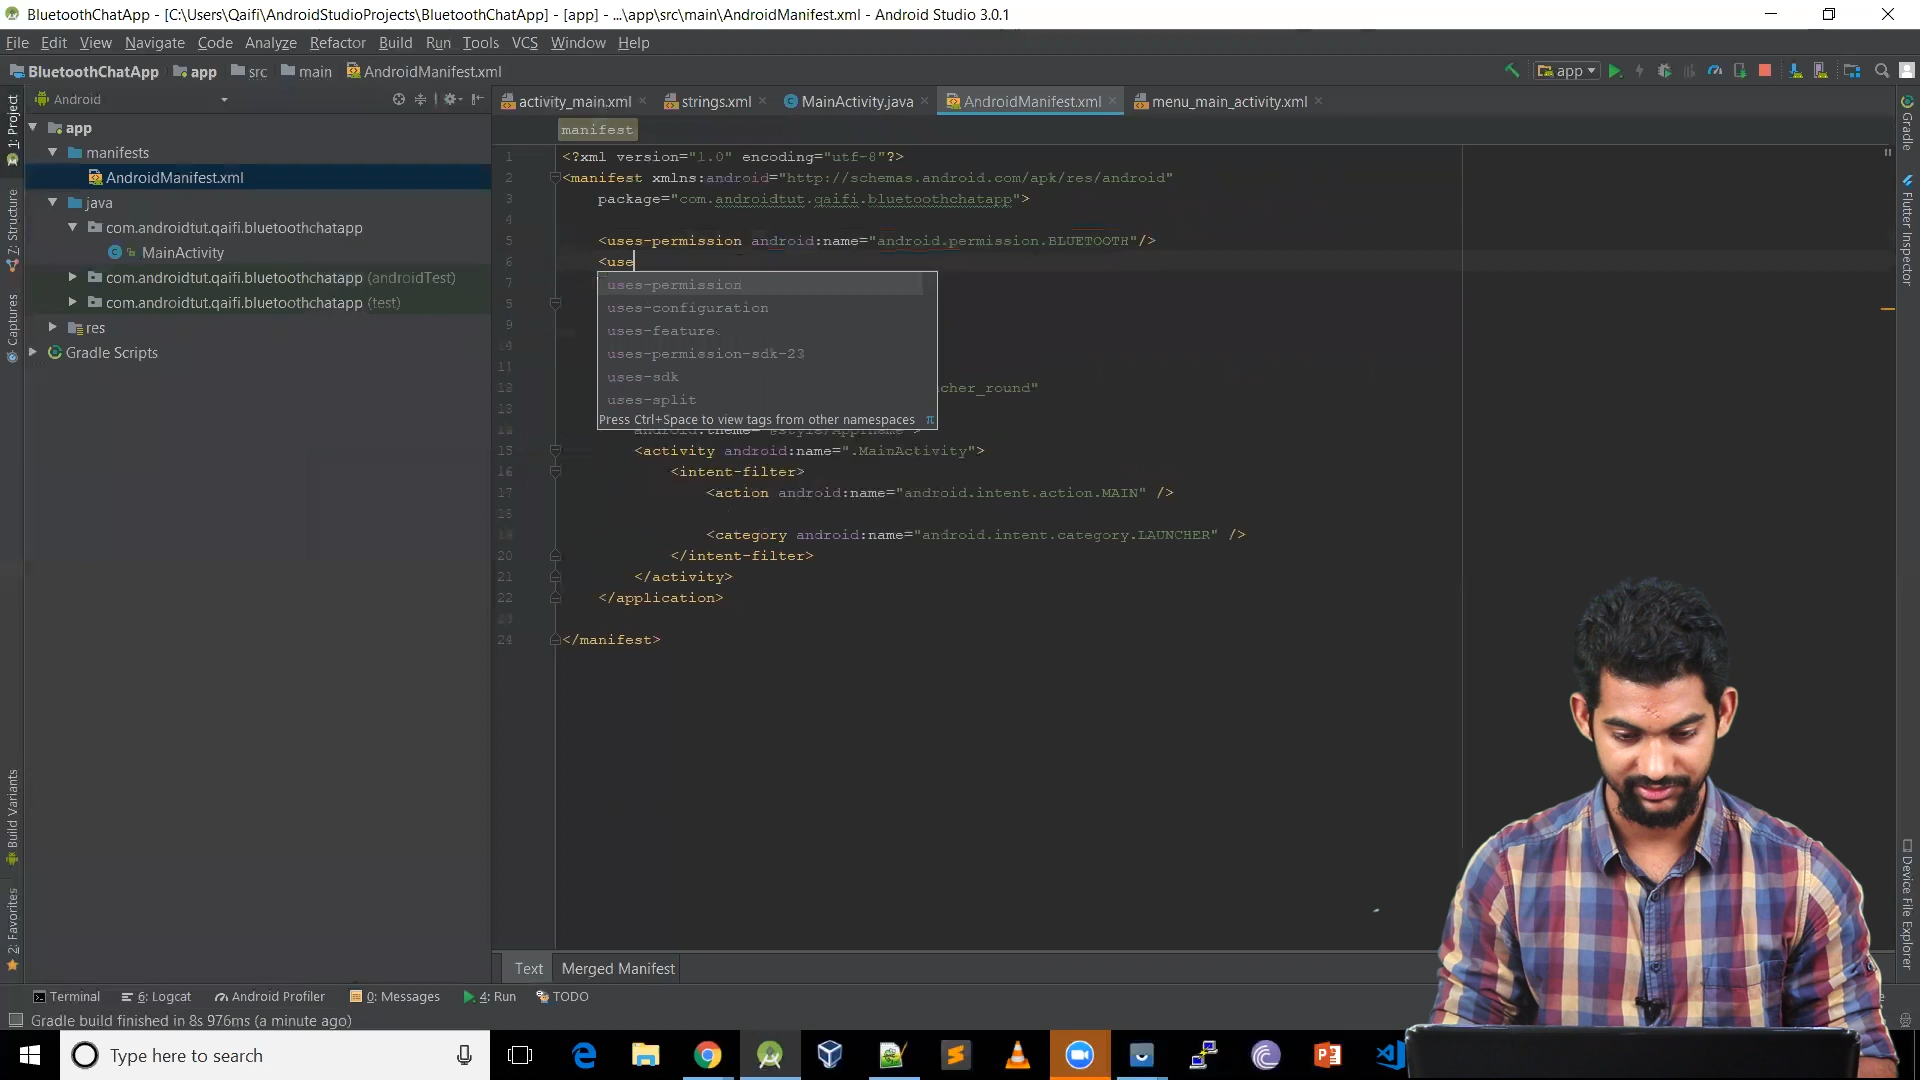 BluetoothChatApp - [C:\Users\Qaifi\AndroidStudioProjects\BluetoothChatApp] - [app] - ...\app\src\main\AndroidManifest.xml - Android Studio 3.0.1
File Edit View Navigate Code Analyze Refactor Build Run Tools VCS Window Help
BluetoothChatApp app src main AndroidManifest.xml app
Android
activity_main.xml strings.xml MainActivity.java AndroidManifest.xml menu_main_activity.xml
manifest
app
manifests
AndroidManifest.xml
java
com.androidtut.qaifi.bluetoothchatapp
MainActivity
com.androidtut.qaifi.bluetoothchatapp (androidTest)
com.androidtut.qaifi.bluetoothchatapp (test)
res
Gradle Scripts
1: Project
7: Structure
Captures
Build Variants
2: Favorites
1 <?xml version="1.0" encoding="utf-8"?>
2 <manifest xmlns:android="http://schemas.android.com/apk/res/android"
3 package="com.androidtut.qaifi.bluetoothchatapp">
4
5 <uses-permission android:name="android.permission.BLUETOOTH"/>
6 <use
uses-permission
uses-configuration
uses-feature
uses-permission-sdk-23
uses-sdk
uses-split
Press Ctrl+Space to view tags from other namespaces π
cher_round"
15 <activity android:name=".MainActivity">
16 <intent-filter>
17 <action android:name="android.intent.action.MAIN" />
<category android:name="android.intent.category.LAUNCHER" />
20 </intent-filter>
21 </activity>
22 </application>
24 </manifest>
Gradle
Flutter Inspector
Device File Explorer
Text Merged Manifest
Terminal 6: Logcat Android Profiler 0: Messages 4: Run TODO
Gradle build finished in 8s 976ms (a minute ago)
Type here to search